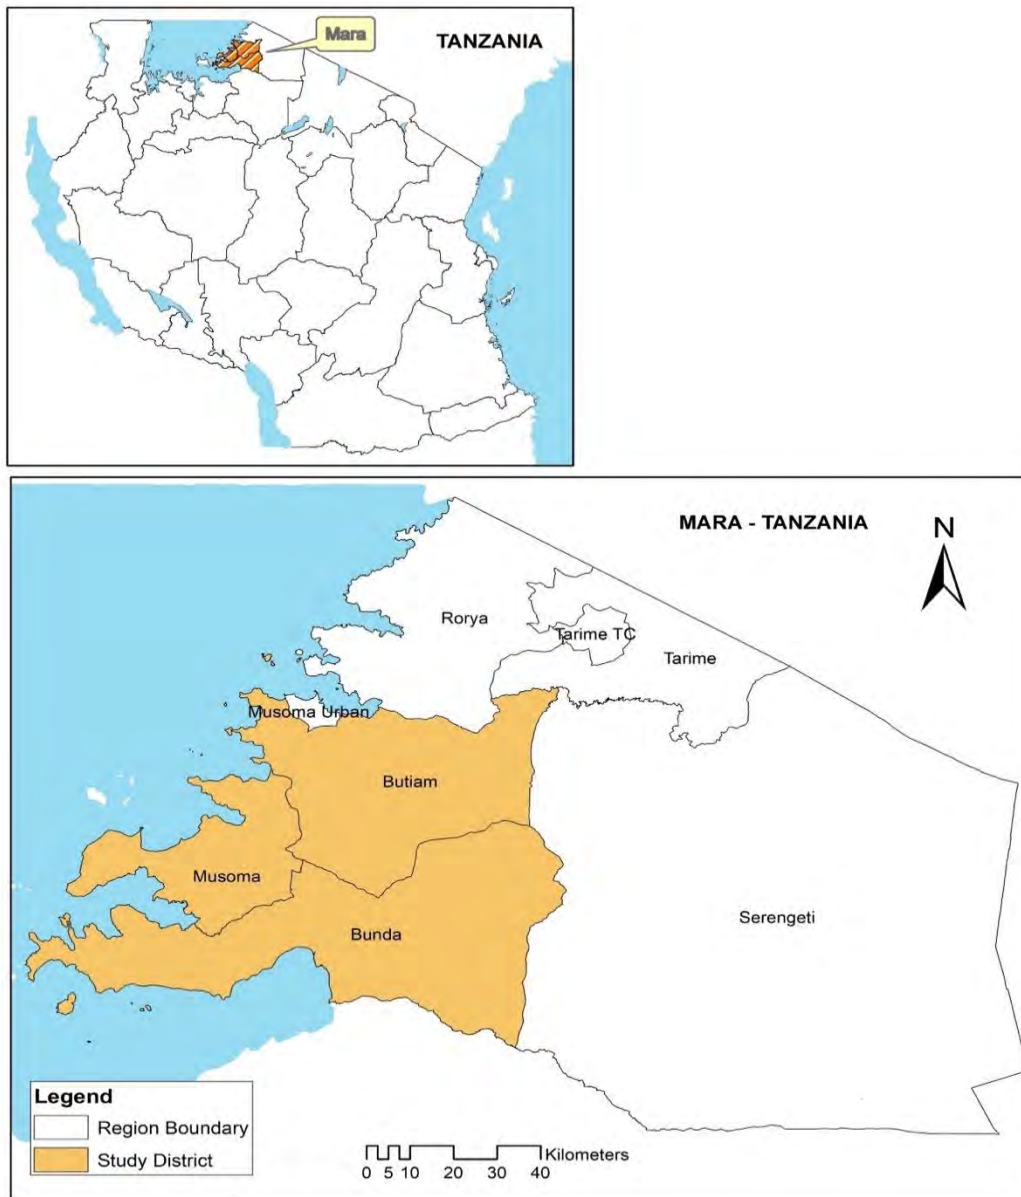 Mara
TANZANIA
MARA - TANZANIA
N
Rorya
Tarime TC
Tarime
Musoma Urban
Butiam
Musoma
Serengeti
Bunda
Legend
Region Boundary
Study District
0 5 10 20 30 40
Kilometers